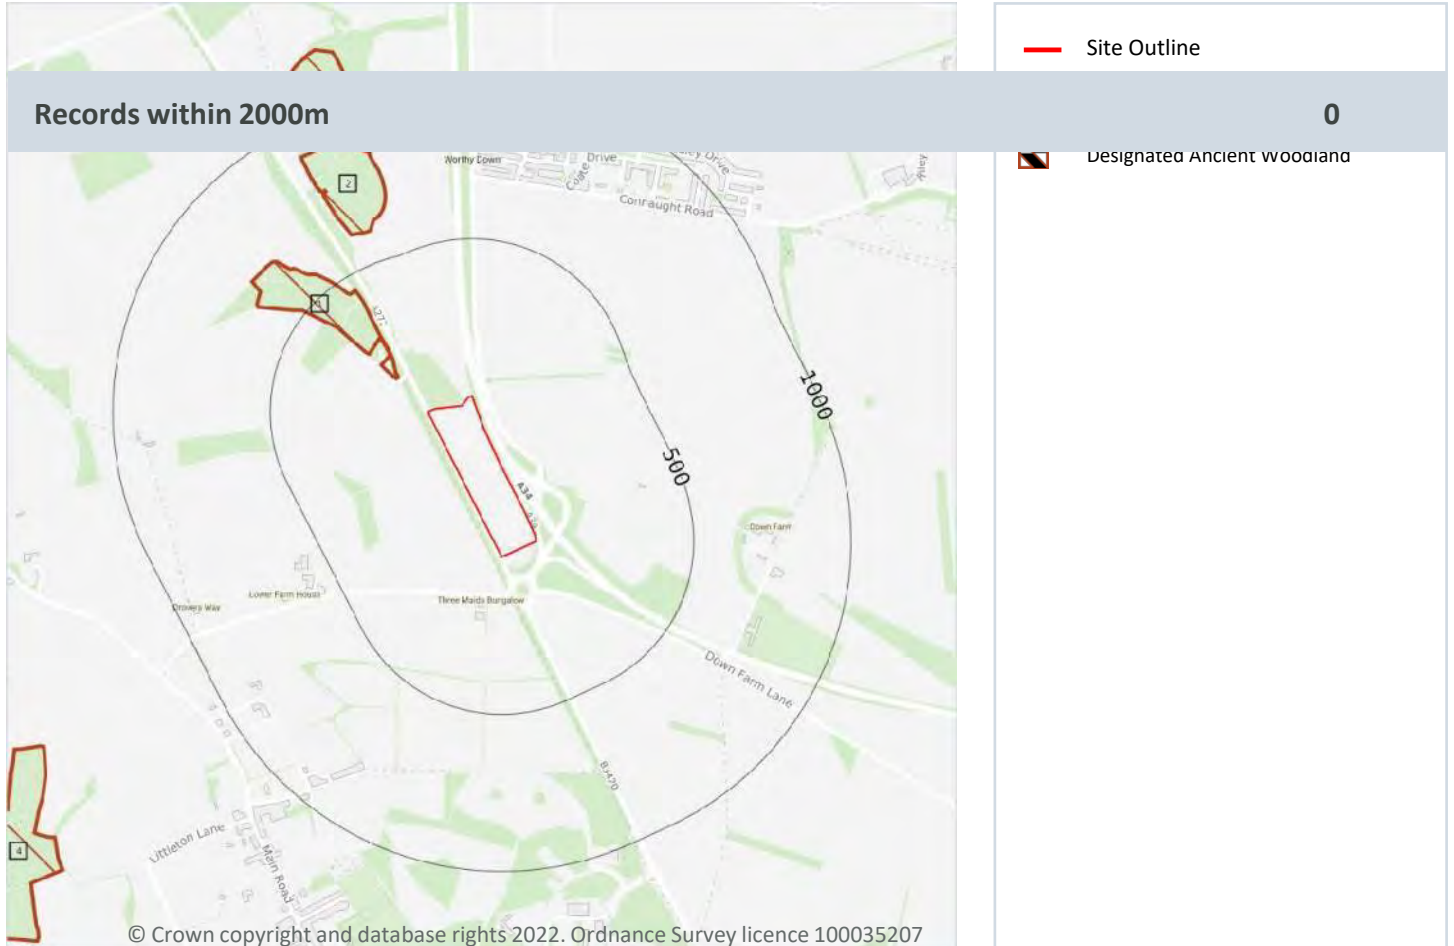 Site Outline
Records within 2000m 0
Designated Ancient Woodland
Worthy Down
Drive
Drive
Connaught Road
2
1000
500
A34
Down Farm
Lower Farm House
Drovers Way
Three Maids Bungalow
Down Farm Lane
B3420
Littleton Lane
4
Main Road
© Crown copyright and database rights 2022. Ordnance Survey licence 100035207